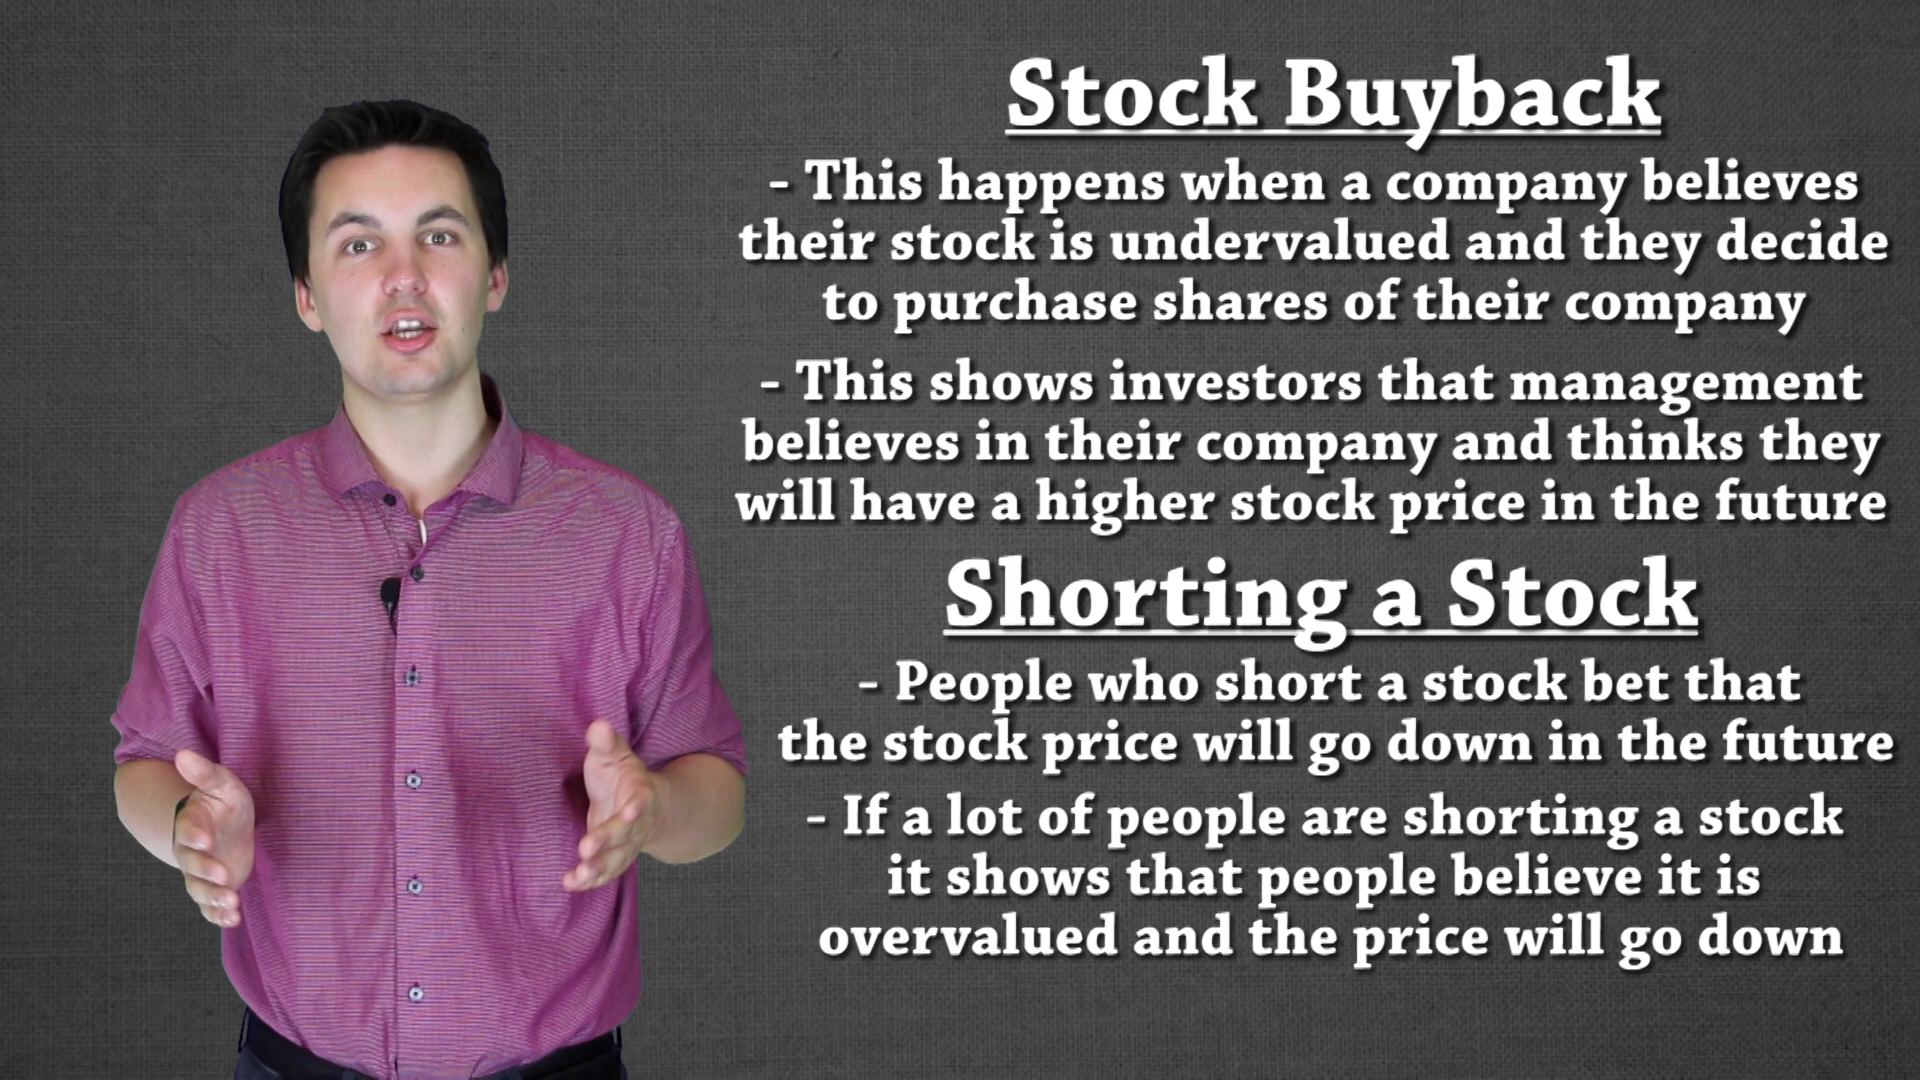 Stock Buyback
- This happens when a company believes
their stock is undervalued and they decide
to purchase shares of their company
- This shows investors that management
believes in their company and thinks they
will have a higher stock price in the future
Shorting a Stock
- People who short a stock bet that
the stock price will go down in the future
- If a lot of people are shorting a stock
it shows that people believe it is
overvalued and the price will go down